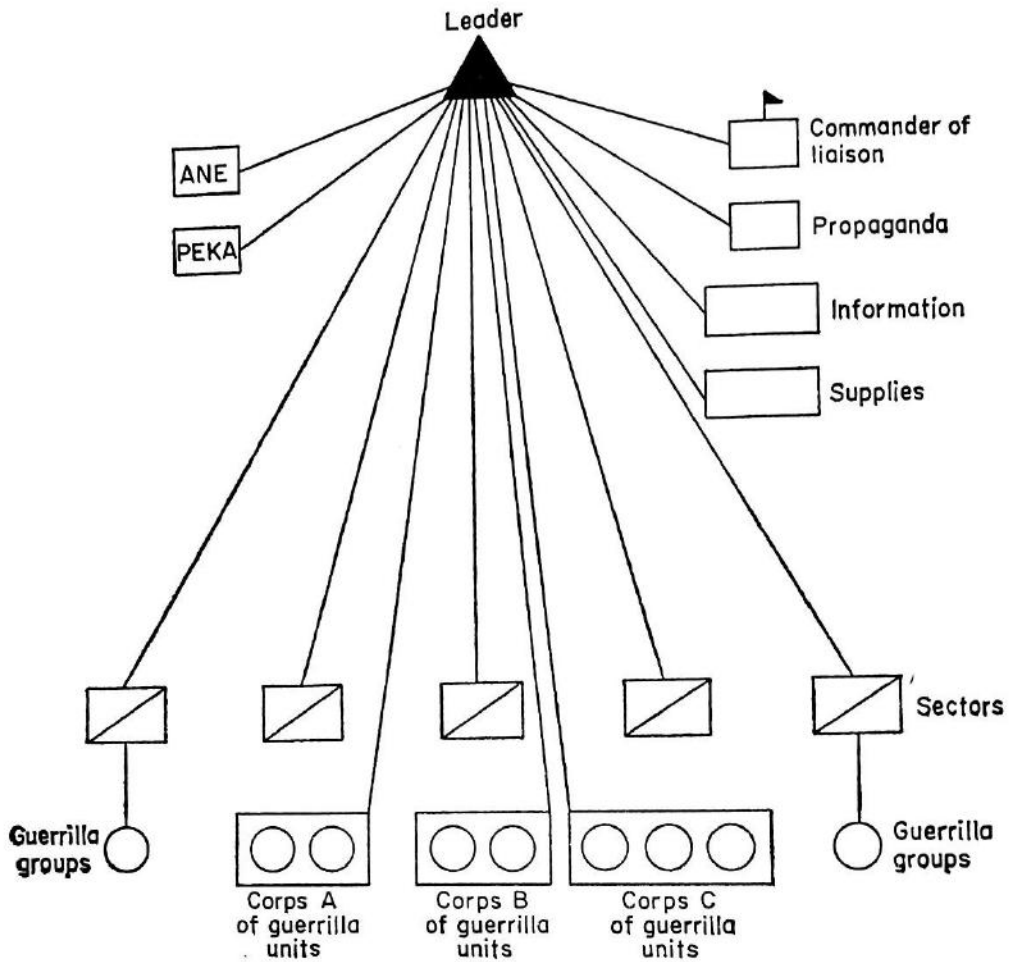 Leader
Commander of
liaison
ANE
Propaganda
PEKA
Information
Supplies
Sectors
Guerrilla
groups
Guerrilla
groups
Corps A
of guerrilla
units
Corps B
of guerrilla
units
Corps C
of guerrilla
units